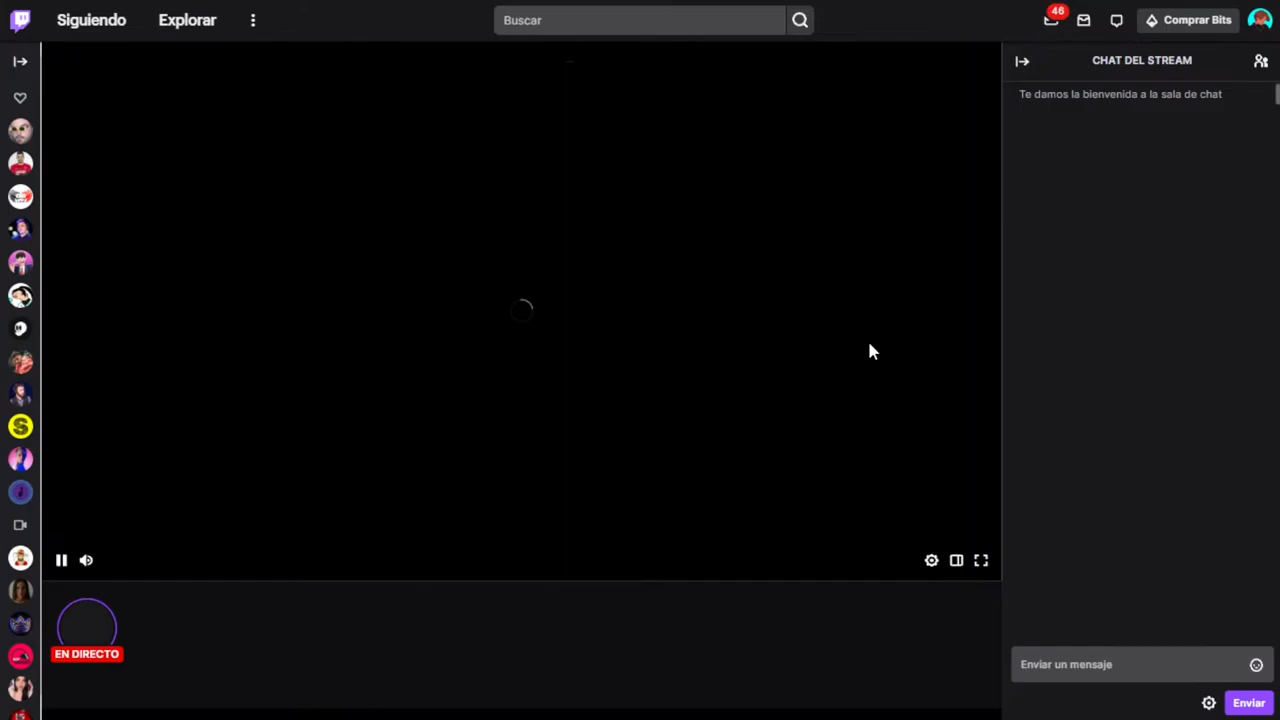 Siguiendo
Explorar
Buscar
46
Comprar Bits
CHAT DEL STREAM
Te damos la bienvenida a la sala de chat
EN DIRECTO
Enviar un mensaje
Enviar